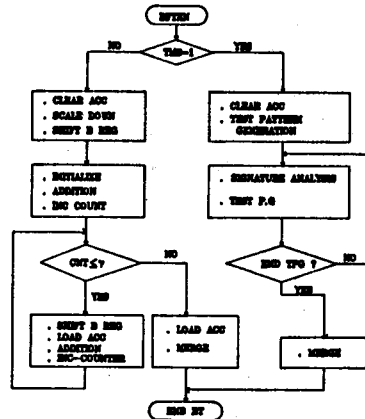 NO
YES
TMS=1
. CLEAR ACC
. SCALE DOWN
. SHIFT B REG
. CLEAR ACC
. TEST PATTERN
GENERATION
. INITIALIZE
. ADDITION
. INC COUNT
. SIGNATURE ANALYSIS
. TEST P.G
CNT≤7
NO
END TPG ?
NO
YES
YES
. SHIFT B REG
. LOAD ACC
. ADDITION
. INC-COUNTER
. LOAD ACC
. MERGE
. MERGE
END BT